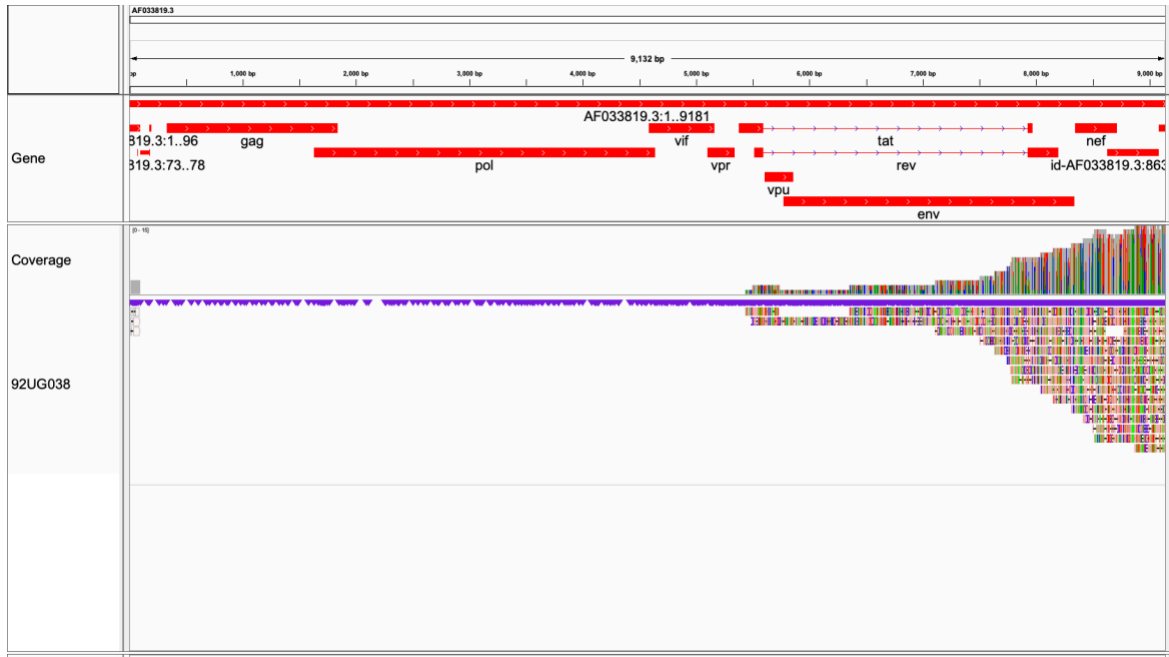 AF033819.3
9,132 bp
bp 1,000 bp 2,000 bp 3,000 bp 4,000 bp 5,000 bp 6,000 bp 7,000 bp 8,000 bp 9,000 bp
AF033819.3:1..9181
Gene
819.3:1..96 gag vif tat nef
319.3:73..78 pol vpr rev id-AF033819.3:863
vpu
env
[0 - 15]
Coverage
92UG038